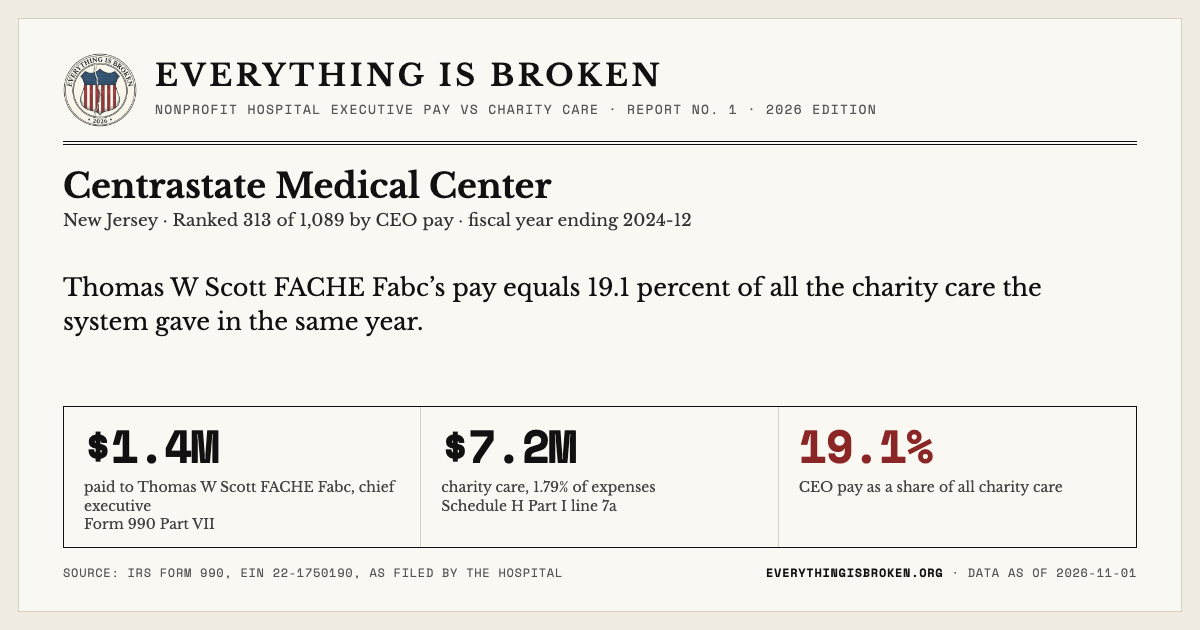 EVERYTHING IS BROKEN
2026
EVERYTHING IS BROKEN
NONPROFIT HOSPITAL EXECUTIVE PAY VS CHARITY CARE · REPORT NO. 1 · 2026 EDITION
Centrastate Medical Center
New Jersey · Ranked 313 of 1,089 by CEO pay · fiscal year ending 2024-12
Thomas W Scott FACHE Fabc’s pay equals 19.1 percent of all the charity care the
system gave in the same year.
$1.4M
paid to Thomas W Scott FACHE Fabc, chief
executive
Form 990 Part VII
$7.2M
charity care, 1.79% of expenses
Schedule H Part I line 7a
19.1%
CEO pay as a share of all charity care
SOURCE: IRS FORM 990, EIN 22-1750190, AS FILED BY THE HOSPITAL
EVERYTHINGISBROKEN.ORG · DATA AS OF 2026-11-01